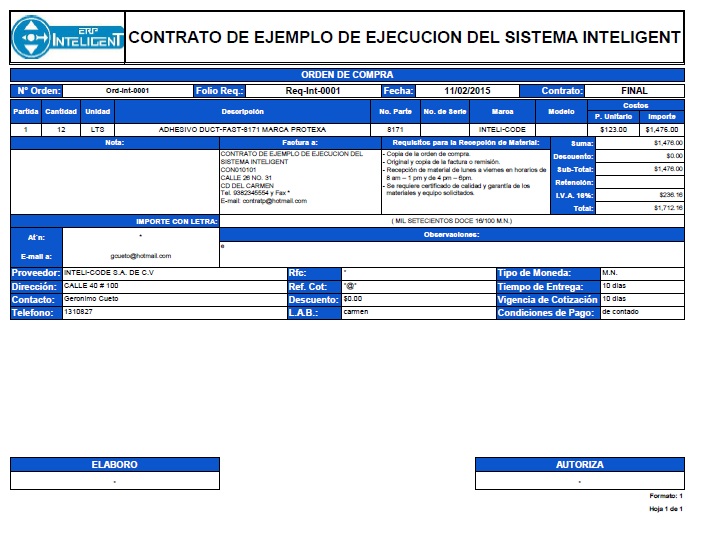 ERP
INTELIGENT
CONTRATO DE EJEMPLO DE EJECUCION DEL SISTEMA INTELIGENT
ORDEN DE COMPRA
N° Orden: Ord-Int-0001 Folio Req.: Req-Int-0001 Fecha: 11/02/2015 Contrato: FINAL
Partida Cantidad Unidad Descripción No. Parte No. de Serie Marca Modelo Costos
P. Unitario Importe
1 12 LTS ADHESIVO DUCT-FAST-8171 MARCA PROTEXA 8171 INTELI-CODE $123.00 $1,476.00
Nota: Factura a: Requisitos para la Recepción de Material: Suma: $1,476.00
CONTRATO DE EJEMPLO DE EJECUCION DEL
SISTEMA INTELIGENT
CON010101
CALLE 26 NO. 31
CD DEL CARMEN
Tel. 9382345554 y Fax *
E-mail: contratp@hotmail.com
- Copia de la orden de compra.
- Original y copia de la factura o remisión.
- Recepción de material de lunes a viernes en horarios de
8 am – 1 pm y de 4 pm – 6pm.
- Se requiere certificado de calidad y garantía de los
materiales y equipo solicitados.
Descuento: $0.00
Sub-Total: $1,476.00
Retención:
I.V.A. 16%: $236.16
Total: $1,712.16
IMPORTE CON LETRA: ( MIL SETECIENTOS DOCE 16/100 M.N.)
At´n: * Observaciones:
*
E-mail a: gcueto@hotmail.com
Proveedor: INTELI-CODE S.A. DE C.V Rfc: * Tipo de Moneda: M.N.
Dirección: CALLE 40 # 100 Ref. Cot: "@" Tiempo de Entrega: 10 dias
Contacto: Geronimo Cueto Descuento: $0.00 Vigencia de Cotización 10 dias
Telefono: 1310827 L.A.B.: carmen Condiciones de Pago: de contado
ELABORO AUTORIZA
- -
Formato: 1
Hoja 1 de 1